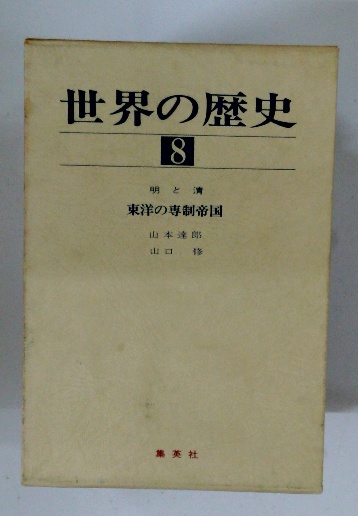 世界の歴史
8
明と清
東洋の専制帝国
山本達郎
山口 修
集英社